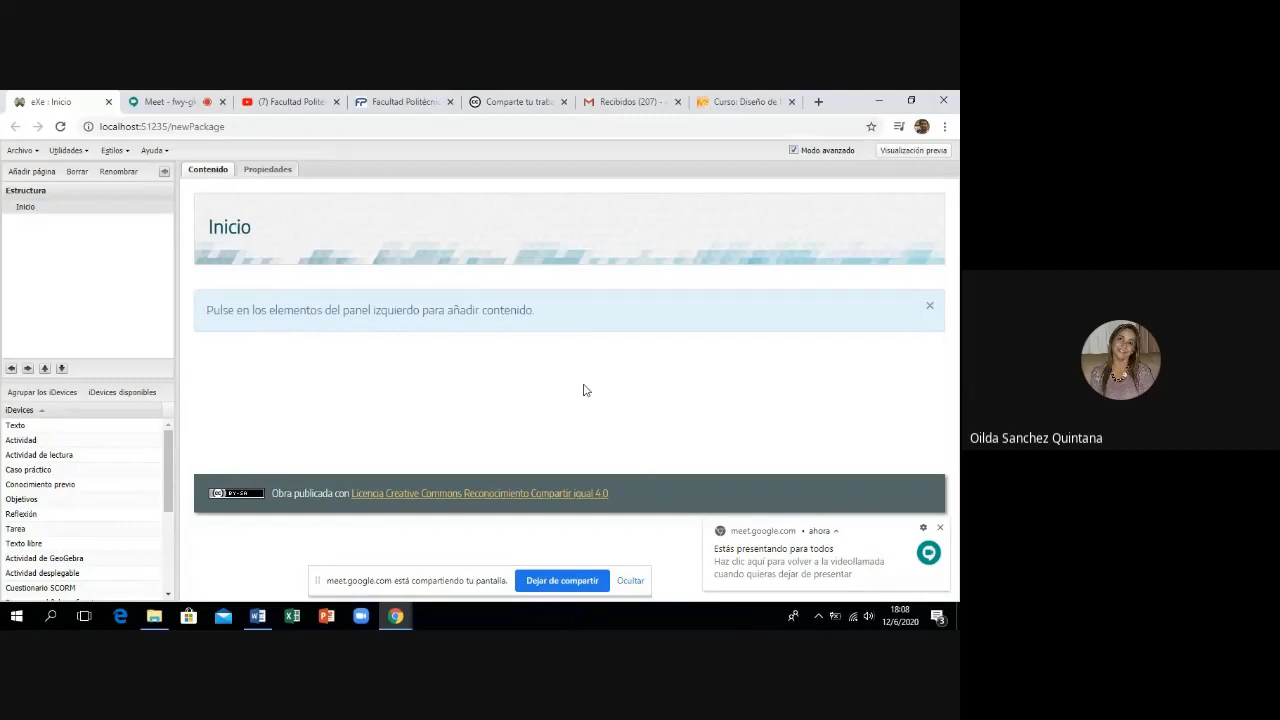 eXe : Inicio
Meet - fwy-gl
(7) Facultad Polité
Facultad Politécni
Comparte tu trab
Recibidos (207) -
Curso: Diseño de
localhost:51235/newPackage
Archivo Utilidades Estilos Ayuda
Modo avanzado
Visualización previa
Añadir página Borrar Renombrar
Contenido Propiedades
Estructura
Inicio
Inicio
Pulse en los elementos del panel izquierdo para añadir contenido.
Agrupar los iDevices iDevices disponibles
iDevices
Texto
Actividad
Actividad de lectura
Caso práctico
Conocimiento previo
Objetivos
Reflexión
Tarea
Texto libre
Actividad de GeoGebra
Actividad desplegable
Cuestionario SCORM
BY-SA Obra publicada con Licencia Creative Commons Reconocimiento Compartir igual 4.0
meet.google.com • ahora
Estás presentando para todos
Haz clic aquí para volver a la videollamada
cuando quieras dejar de presentar
meet.google.com está compartiendo tu pantalla. Dejar de compartir Ocultar
18:08
12/6/2020
3
Oilda Sanchez Quintana